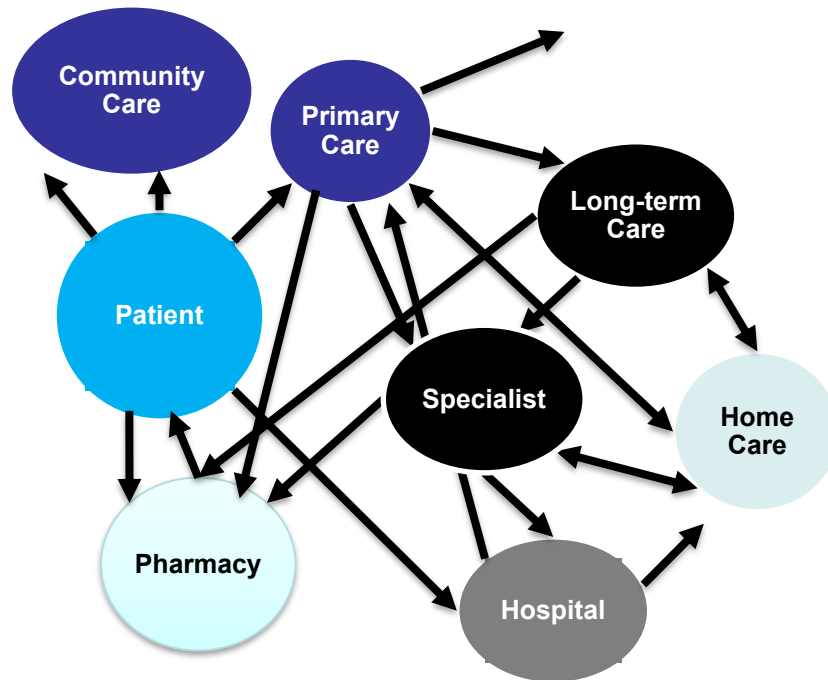 Community
Care
Primary
Care
Long-term
Care
Patient
Specialist
Home
Care
Pharmacy
Hospital